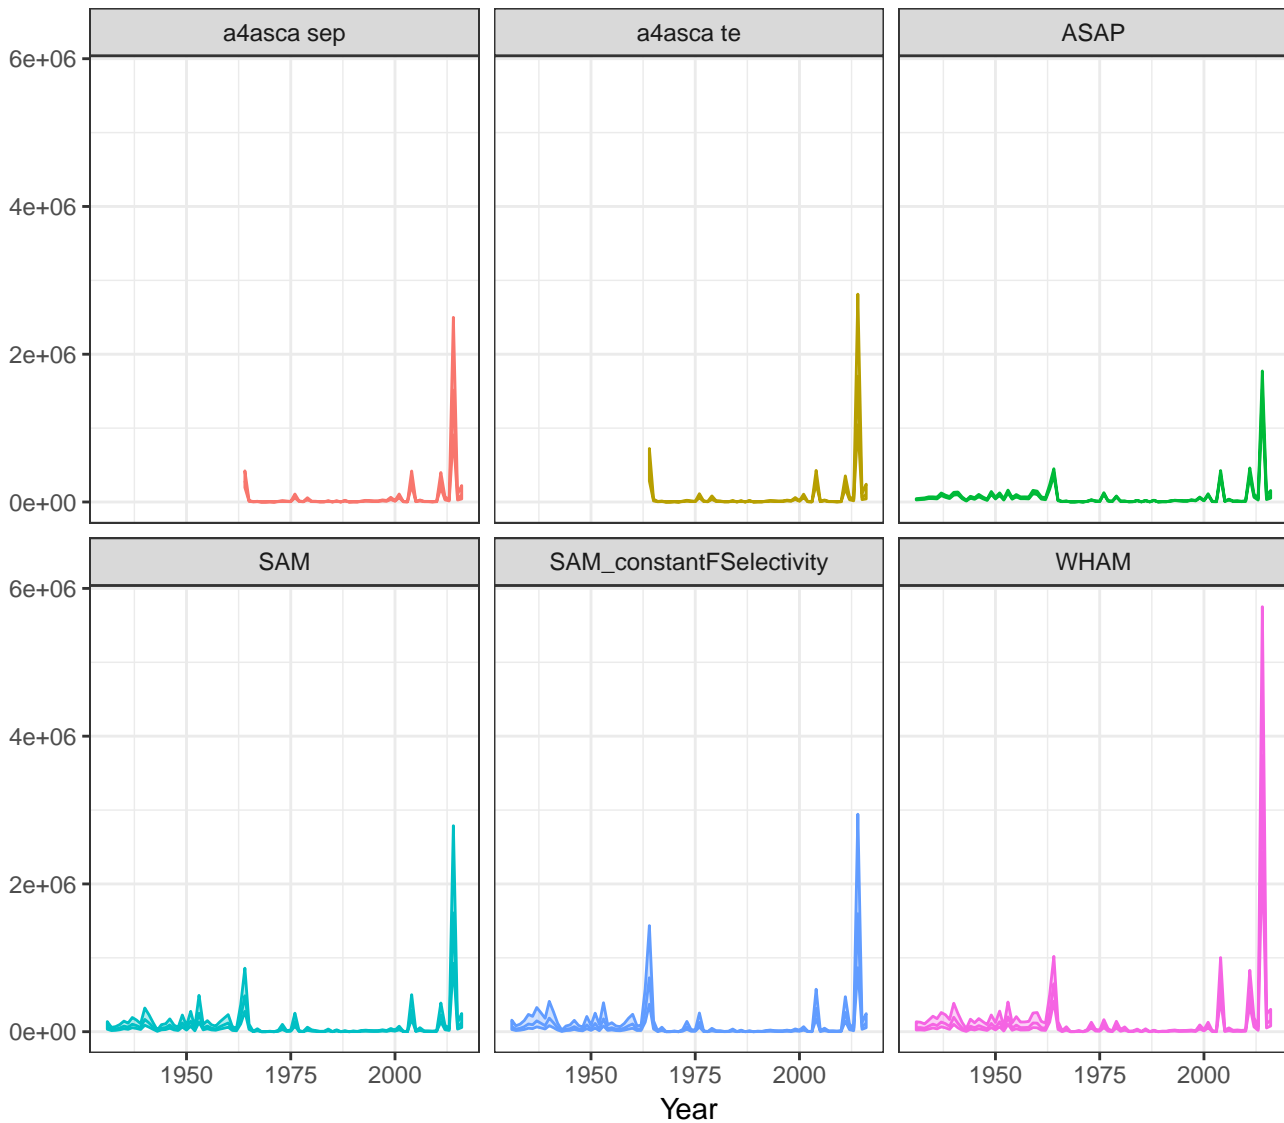 a4asca sep
a4asca te
ASAP
6e+06
4e+06
2e+06
0e+00
SAM
SAM_constantFSelectivity
WHAM
6e+06
4e+06
2e+06
0e+00
1950 1975 2000
1950 1975 2000
1950 1975 2000
Year